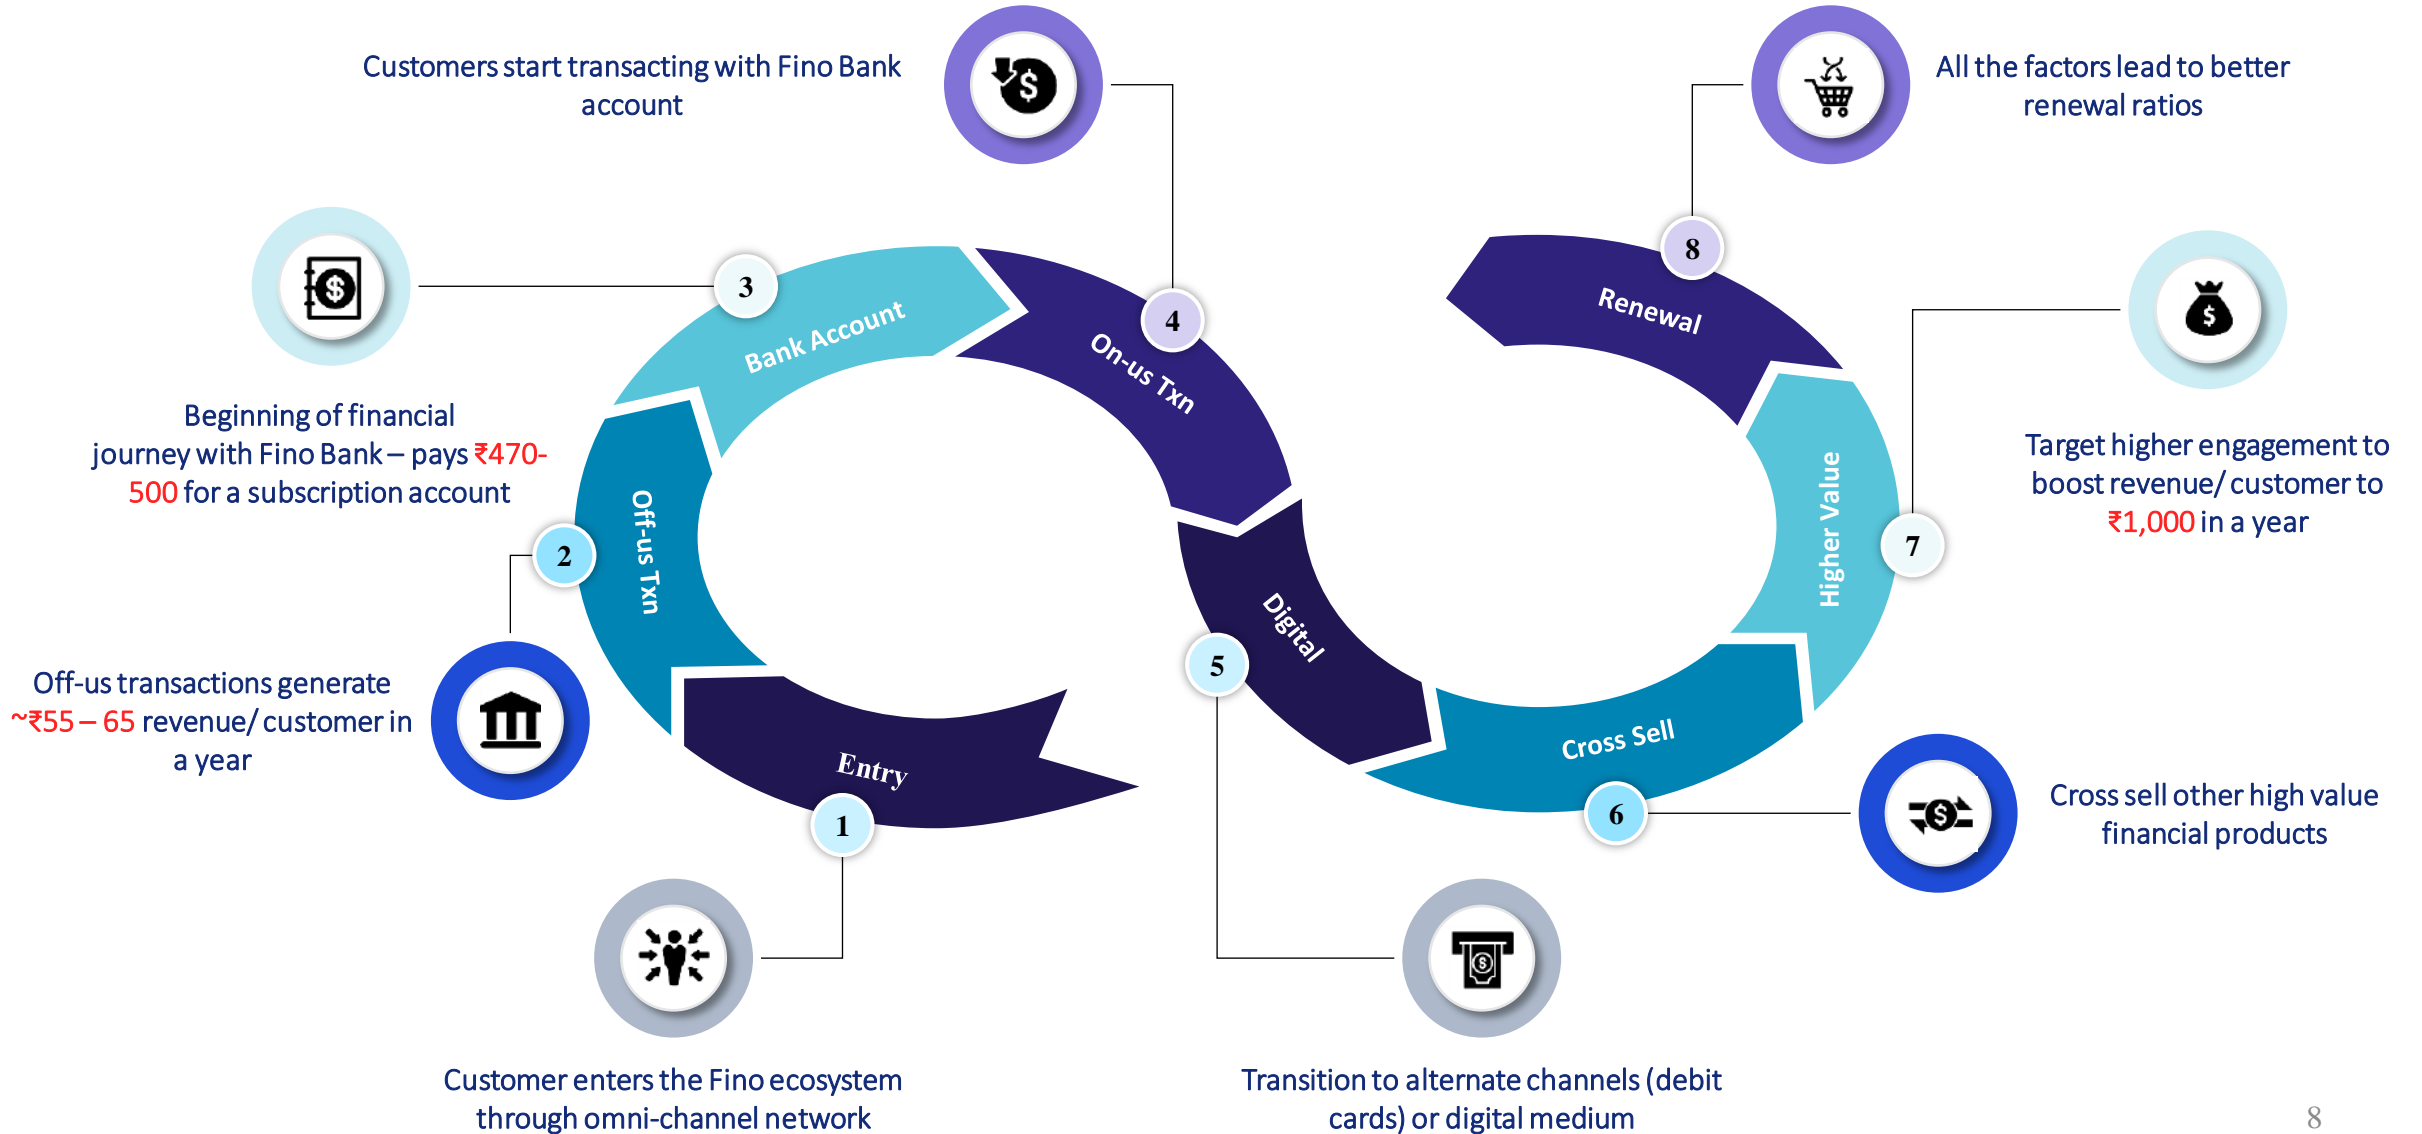 Customers start transacting with Fino Bank
account
All the factors lead to better
renewal ratios
8
Renewal
3
Bank Account
4
On-us Txn
Beginning of financial
journey with Fino Bank – pays ₹470-
500 for a subscription account
Target higher engagement to
boost revenue/ customer to
₹1,000 in a year
Higher Value
7
2
Off-us Txn
Off-us transactions generate
~₹55 – 65 revenue/ customer in
a year
Digital
5
Entry
1
Cross Sell
6
Cross sell other high value
financial products
Customer enters the Fino ecosystem
through omni-channel network
Transition to alternate channels (debit
cards) or digital medium
8